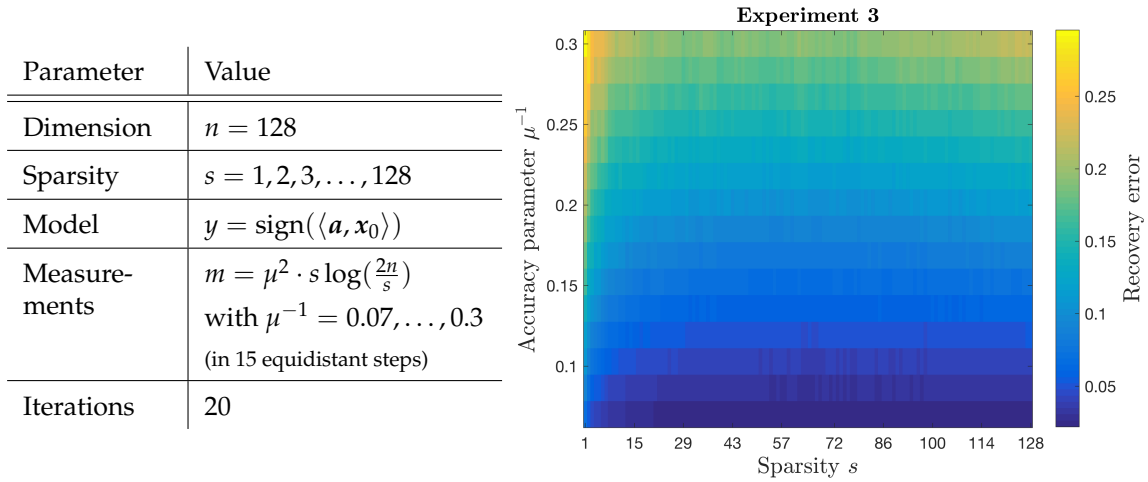 Parameter Value
Dimension n = 128
Sparsity s = 1, 2, 3, . . . , 128
Model y = sign(⟨a, x₀⟩)
Measure-
ments
m = μ² · s log(2n/s)
with μ⁻¹ = 0.07, . . . , 0.3
(in 15 equidistant steps)
Iterations 20
Experiment 3
Accuracy parameter μ⁻¹
0.3
0.25
0.2
0.15
0.1
1 15 29 43 57 72 86 100 114 128
Sparsity s
0.25
0.2
0.15
0.1
0.05
Recovery error